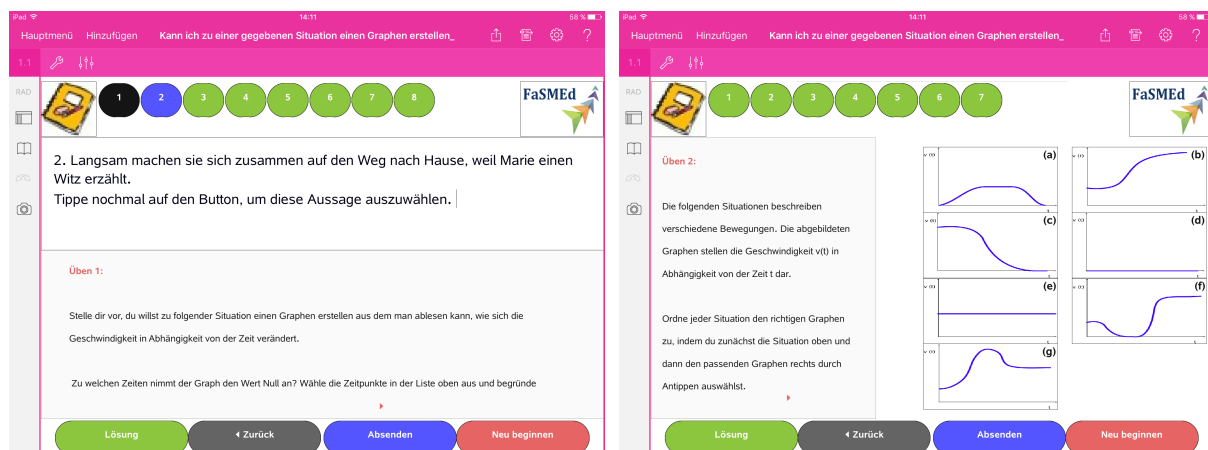 iPad 14:11 58 %
Hauptmenü Hinzufügen Kann ich zu einer gegebenen Situation einen Graphen erstellen_ ?
1.1
RAD
1 2 3 4 5 6 7 8
FaSMEd
2. Langsam machen sie sich zusammen auf den Weg nach Hause, weil Marie einen
Witz erzählt.
Tippe nochmal auf den Button, um diese Aussage auszuwählen.
Üben 1:
Stelle dir vor, du willst zu folgender Situation einen Graphen erstellen aus dem man ablesen kann, wie sich die
Geschwindigkeit in Abhängigkeit von der Zeit verändert.
Zu welchen Zeiten nimmt der Graph den Wert Null an? Wähle die Zeitpunkte in der Liste oben aus und begründe
Lösung Zurück Absenden Neu beginnen
iPad 14:11 58 %
Hauptmenü Hinzufügen Kann ich zu einer gegebenen Situation einen Graphen erstellen_ ?
1.1
RAD
1 2 3 4 5 6 7
FaSMEd
Üben 2:
Die folgenden Situationen beschreiben
verschiedene Bewegungen. Die abgebildeten
Graphen stellen die Geschwindigkeit v(t) in
Abhängigkeit von der Zeit t dar.
Ordne jeder Situation den richtigen Graphen
zu, indem du zunächst die Situation oben und
dann den passenden Graphen rechts durch
Antippen auswählst.
(a)
(b)
(c)
(d)
(e)
(f)
(g)
Lösung Zurück Absenden Neu beginnen